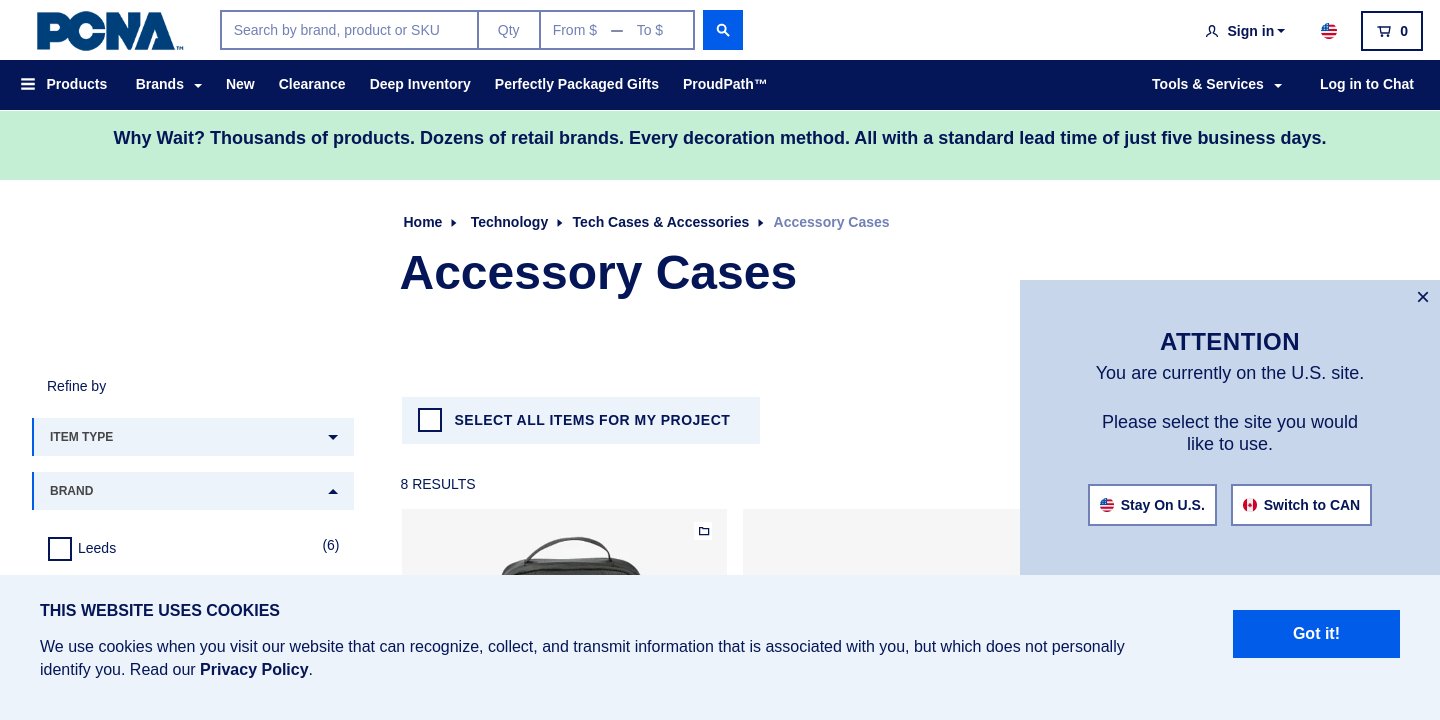 PCNA™
Search by brand, product or SKU
Qty
From $ — To $
Sign in
0
Products
Brands
New
Clearance
Deep Inventory
Perfectly Packaged Gifts
ProudPath™
Tools & Services
Log in to Chat
Why Wait? Thousands of products. Dozens of retail brands. Every decoration method. All with a standard lead time of just five business days.
Home
Technology
Tech Cases & Accessories
Accessory Cases
Accessory Cases
×
ATTENTION
You are currently on the U.S. site.
Please select the site you would
like to use.
Stay On U.S.
Switch to CAN
Refine by
ITEM TYPE
BRAND
Leeds
(6)
SELECT ALL ITEMS FOR MY PROJECT
8 RESULTS
THIS WEBSITE USES COOKIES
We use cookies when you visit our website that can recognize, collect, and transmit information that is associated with you, but which does not personally
identify you. Read our Privacy Policy.
Got it!